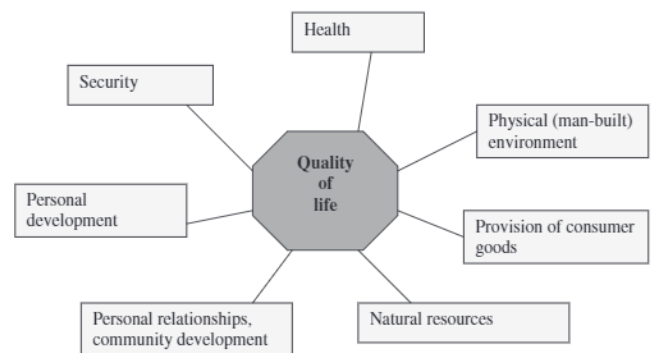 Health
Security
Physical (man-built)
environment
Quality
of
life
Personal
development
Provision of consumer
goods
Personal relationships,
community development
Natural resources